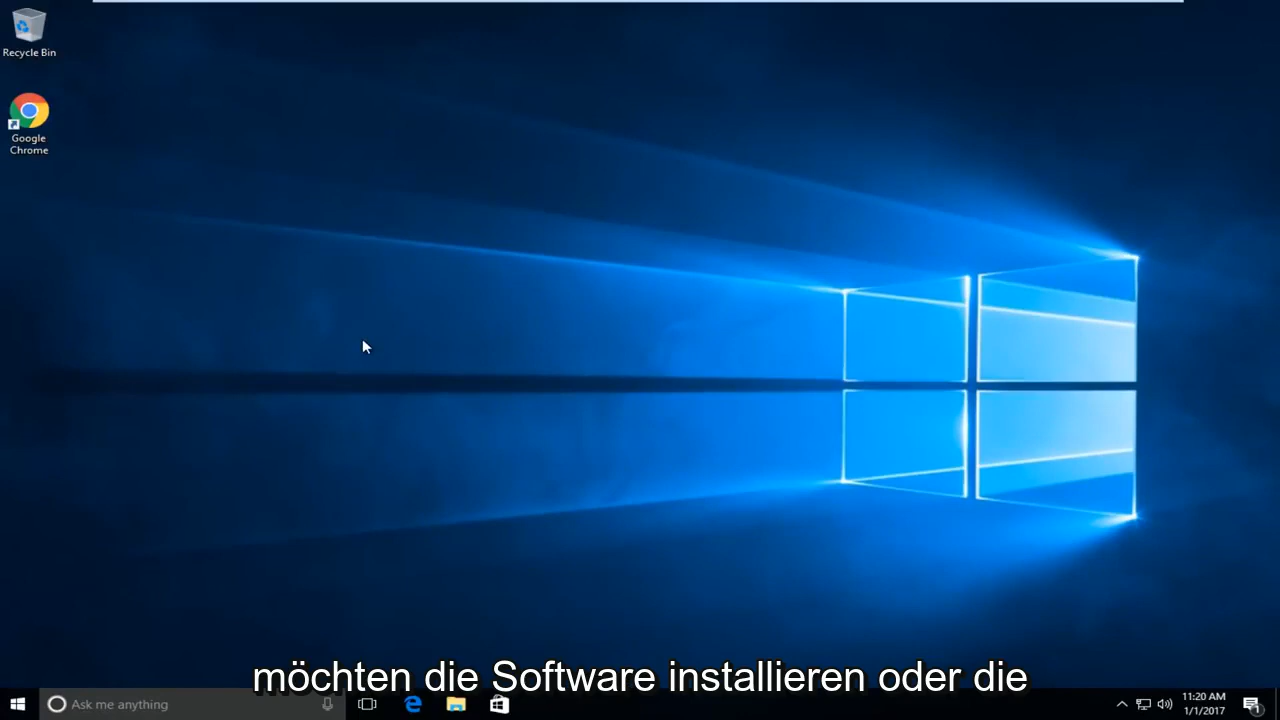 Recycle Bin
Google
Chrome
möchten die Software installieren oder die
Ask me anything
11:20 AM
1/1/2017
1